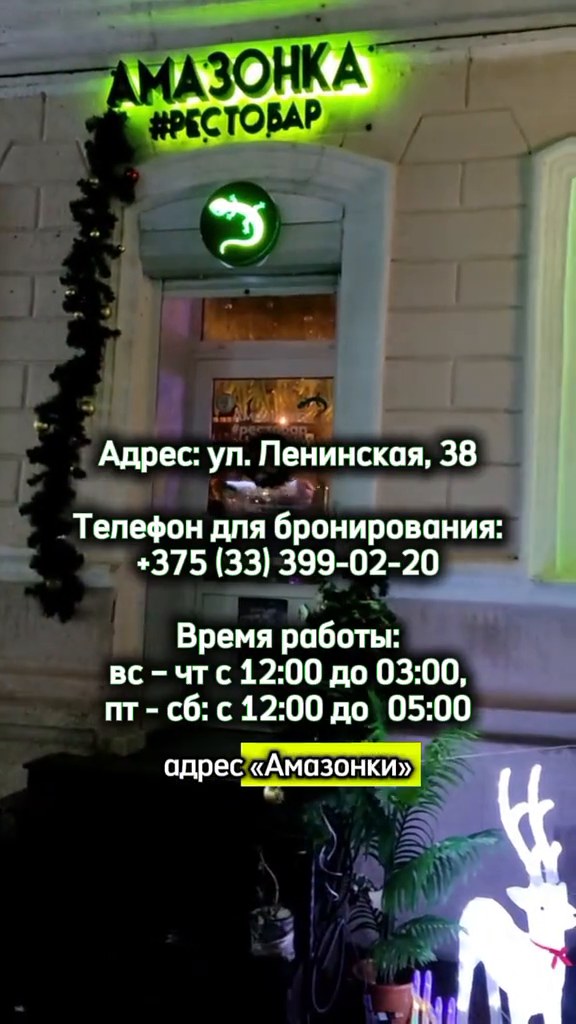 АМАЗОНКА
#РЕСТОБАР
Адрес: ул. Ленинская, 38
Телефон для бронирования:
+375 (33) 399-02-20
Время работы:
вс – чт с 12:00 до 03:00,
пт - сб: с 12:00 до 05:00
адрес «Амазонки»